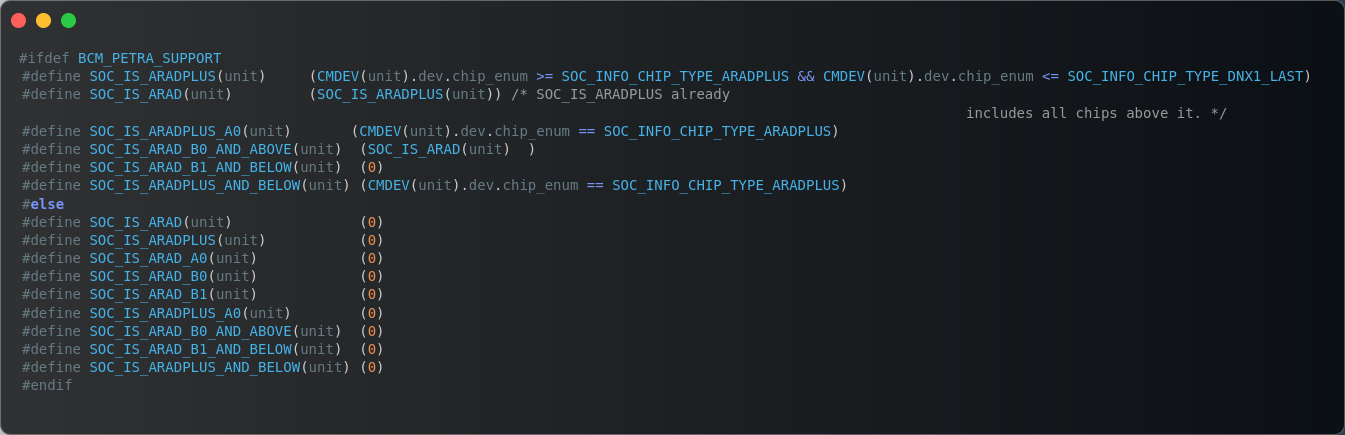 #ifdef BCM_PETRA_SUPPORT
#define SOC_IS_ARADPLUS(unit)     (CMDEV(unit).dev.chip_enum >= SOC_INFO_CHIP_TYPE_ARADPLUS && CMDEV(unit).dev.chip_enum <= SOC_INFO_CHIP_TYPE_DNX1_LAST)
#define SOC_IS_ARAD(unit)         (SOC_IS_ARADPLUS(unit)) /* SOC_IS_ARADPLUS already
includes all chips above it. */
#define SOC_IS_ARADPLUS_A0(unit)       (CMDEV(unit).dev.chip_enum == SOC_INFO_CHIP_TYPE_ARADPLUS)
#define SOC_IS_ARAD_B0_AND_ABOVE(unit)  (SOC_IS_ARAD(unit)  )
#define SOC_IS_ARAD_B1_AND_BELOW(unit)  (0)
#define SOC_IS_ARADPLUS_AND_BELOW(unit) (CMDEV(unit).dev.chip_enum == SOC_INFO_CHIP_TYPE_ARADPLUS)
#else
#define SOC_IS_ARAD(unit)               (0)
#define SOC_IS_ARADPLUS(unit)           (0)
#define SOC_IS_ARAD_A0(unit)            (0)
#define SOC_IS_ARAD_B0(unit)            (0)
#define SOC_IS_ARAD_B1(unit)            (0)
#define SOC_IS_ARADPLUS_A0(unit)        (0)
#define SOC_IS_ARAD_B0_AND_ABOVE(unit)  (0)
#define SOC_IS_ARAD_B1_AND_BELOW(unit)  (0)
#define SOC_IS_ARADPLUS_AND_BELOW(unit) (0)
#endif